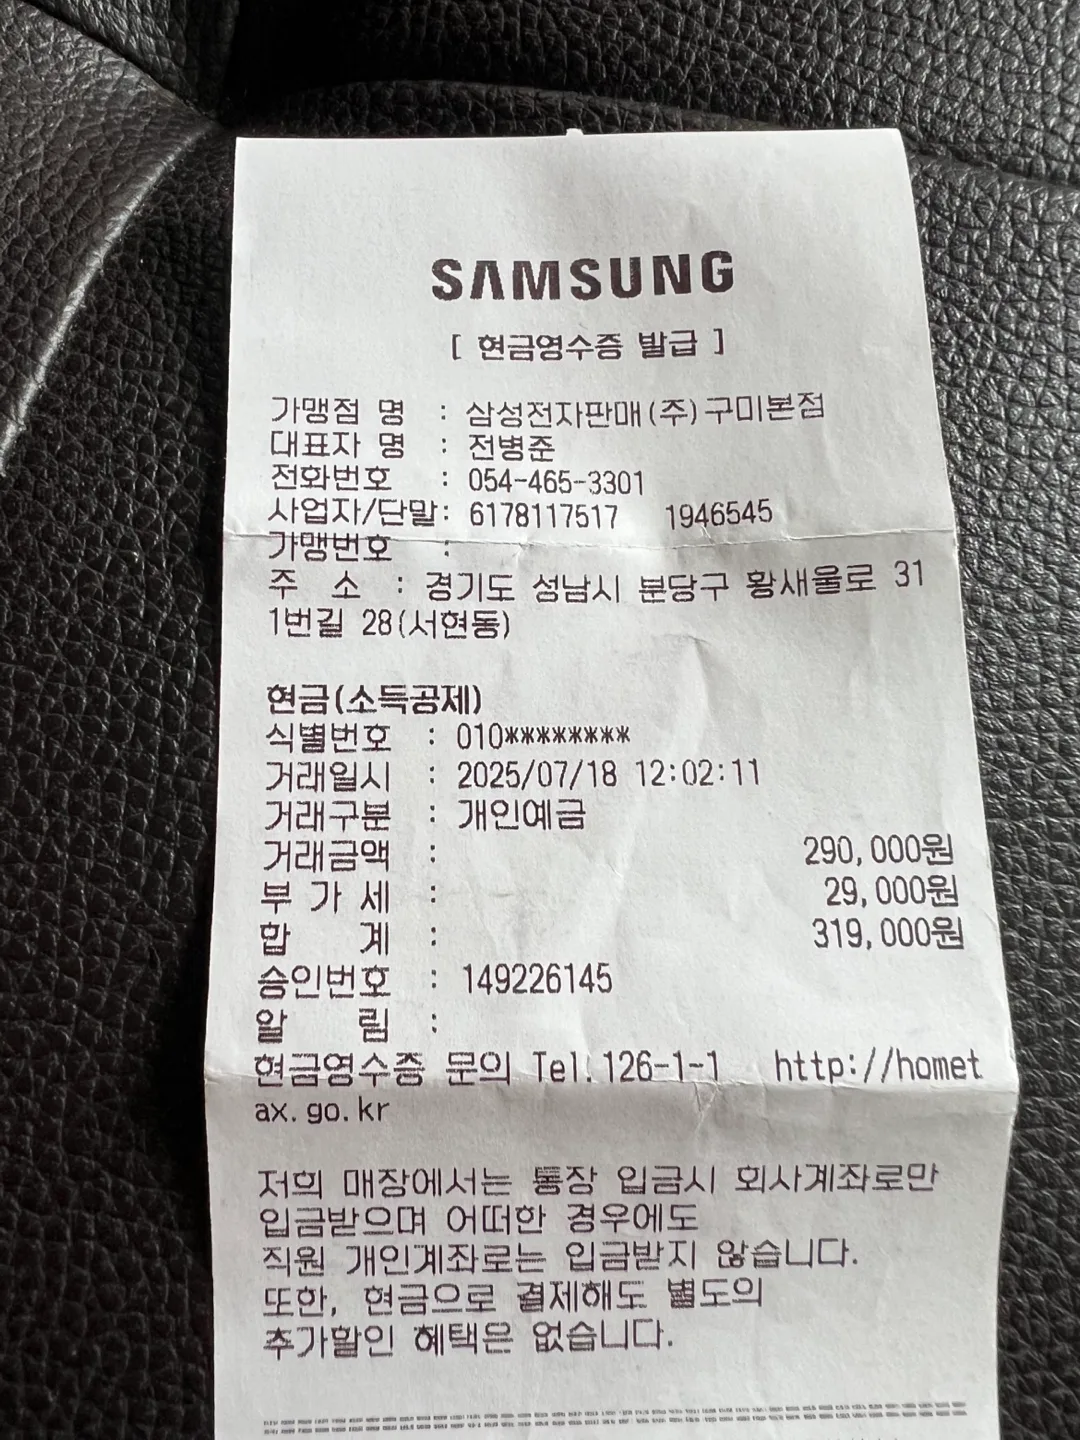 SAMSUNG
[ 현금영수증 발급 ]
가맹점 명 : 삼성전자판매(주)구미본점
대표자 명 : 전병준
전화번호 : 054-465-3301
사업자/단말: 6178117517 1946545
가맹번호 :
주 소 : 경기도 성남시 분당구 황새울로 31
1번길 28(서현동)
현금(소득공제)
식별번호 : 010********
거래일시 : 2025/07/18 12:02:11
거래구분 : 개인예금
거래금액 : 290,000원
부 가 세 : 29,000원
합 계 : 319,000원
승인번호 : 149226145
알 림 :
현금영수증 문의 Tel.126-1-1 http://homet
ax.go.kr
저희 매장에서는 통장 입금시 회사계좌로만
입금받으며 어떠한 경우에도
직원 개인계좌로는 입금받지 않습니다.
또한, 현금으로 결제해도 별도의
추가할인 혜택은 없습니다.